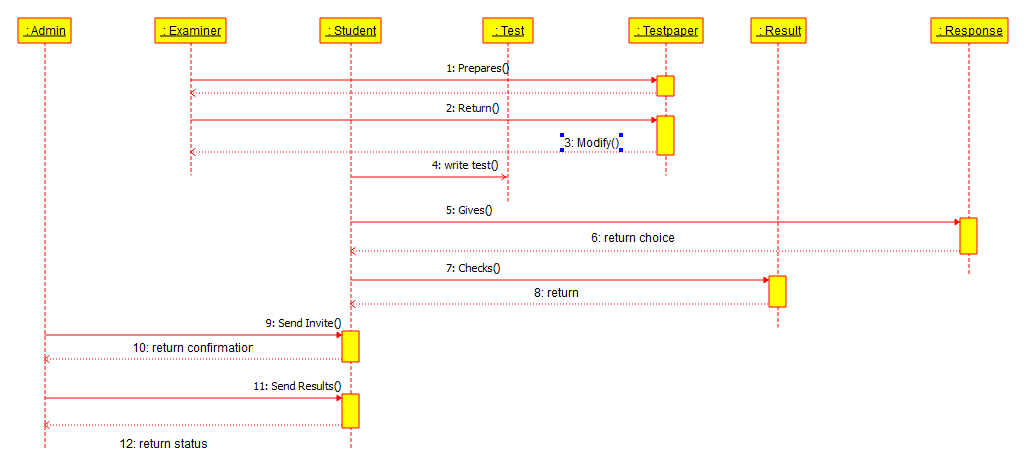 : Admin
: Examiner
: Student
: Test
: Testpaper
: Result
: Response
1: Prepares()
2: Return()
3: Modify()
4: write test()
5: Gives()
6: return choice
7: Checks()
8: return
9: Send Invite()
10: return confirmation
11: Send Results()
12: return status